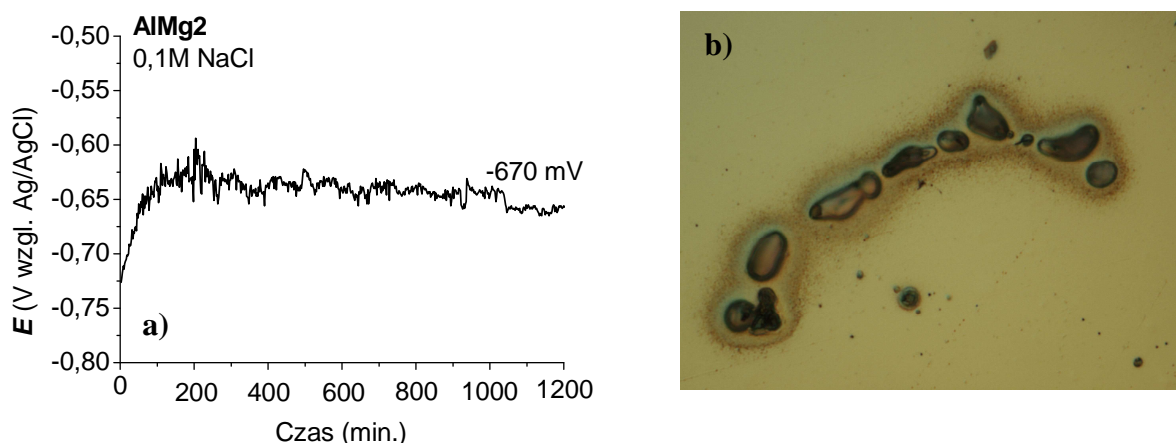 AlMg2
0,1M NaCl
E (V wzgl. Ag/AgCl)
-0,50
-0,55
-0,60
-0,65
-0,70
-0,75
-0,80
-670 mV
a)
0 200 400 600 800 1000 1200
Czas (min.)
b)